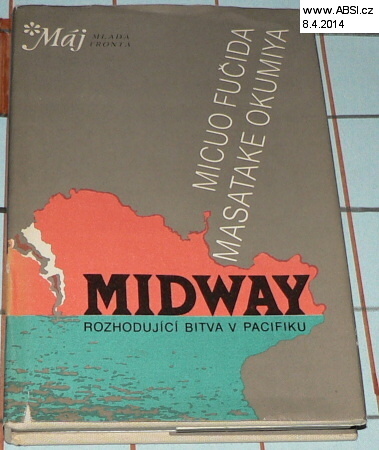 www.ABSI.cz
8.4.2014
*Máj MLADÁ
FRONTA
MICUO FUČIDA
MASATAKE OKUMIYA
MIDWAY
ROZHODUJÍCÍ BITVA V PACIFIKU